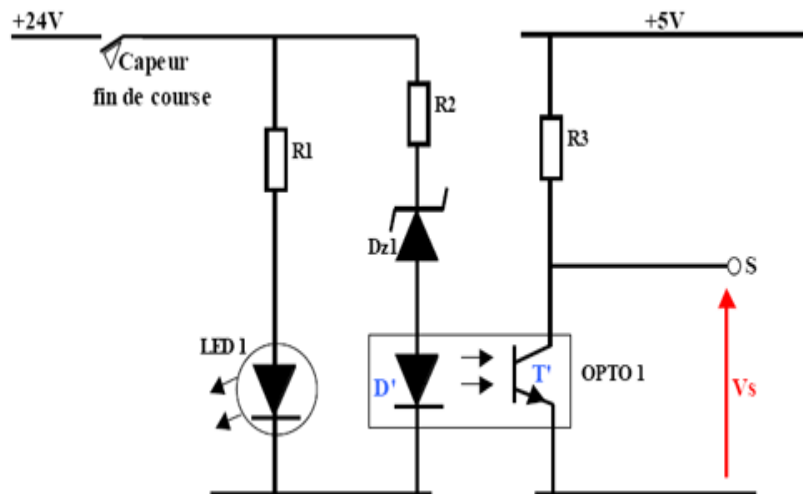 +24V
+5V
Capeur
fin de course
R1
R2
R3
Dz1
S
LED 1
D'
T'
OPTO 1
Vs